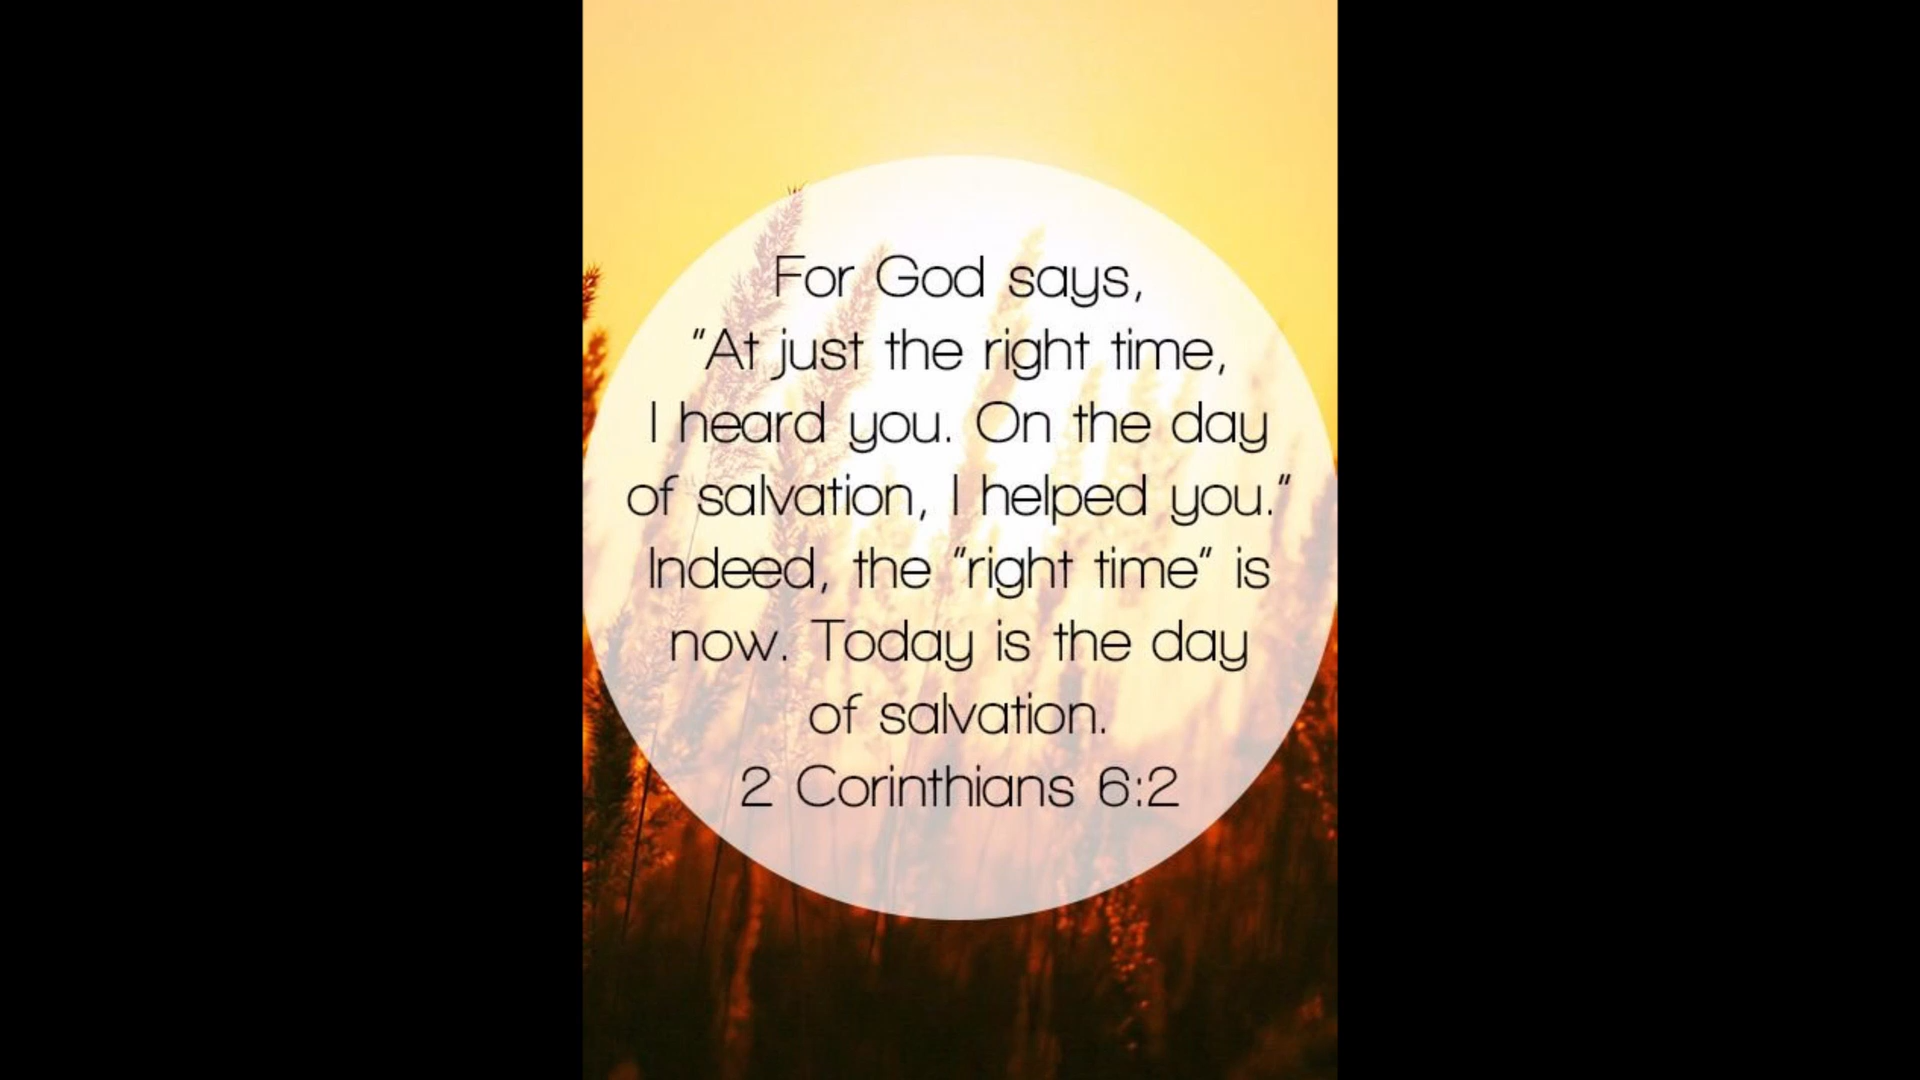 For God says,
"At just the right time,
I heard you. On the day
of salvation, I helped you."
Indeed, the "right time" is
now. Today is the day
of salvation.
2 Corinthians 6:2